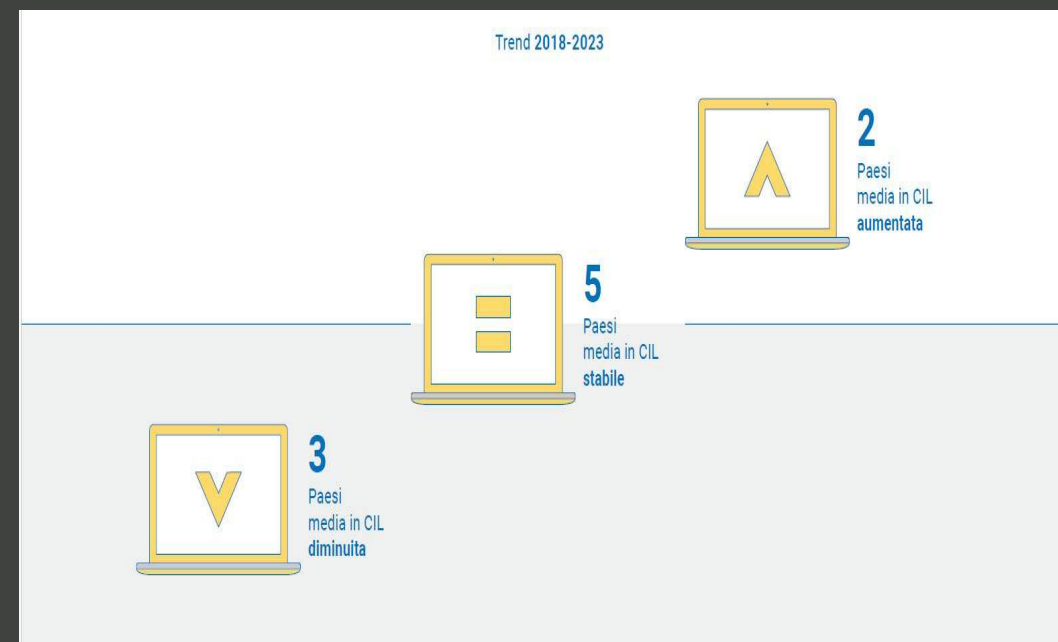 Trend 2018-2023
2
Paesi
media in CIL
aumentata
5
Paesi
media in CIL
stabile
3
Paesi
media in CIL
diminuita